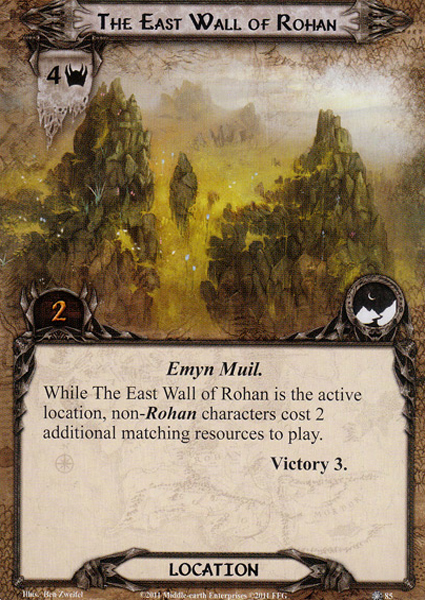 The East Wall of Rohan
4
2
Emyn Muil.
While The East Wall of Rohan is the active
location, non-Rohan characters cost 2
additional matching resources to play.
Victory 3.
LOCATION
Illus. Ben Zweifel ©2011 Middle-earth Enterprises ©2011 FFG 85